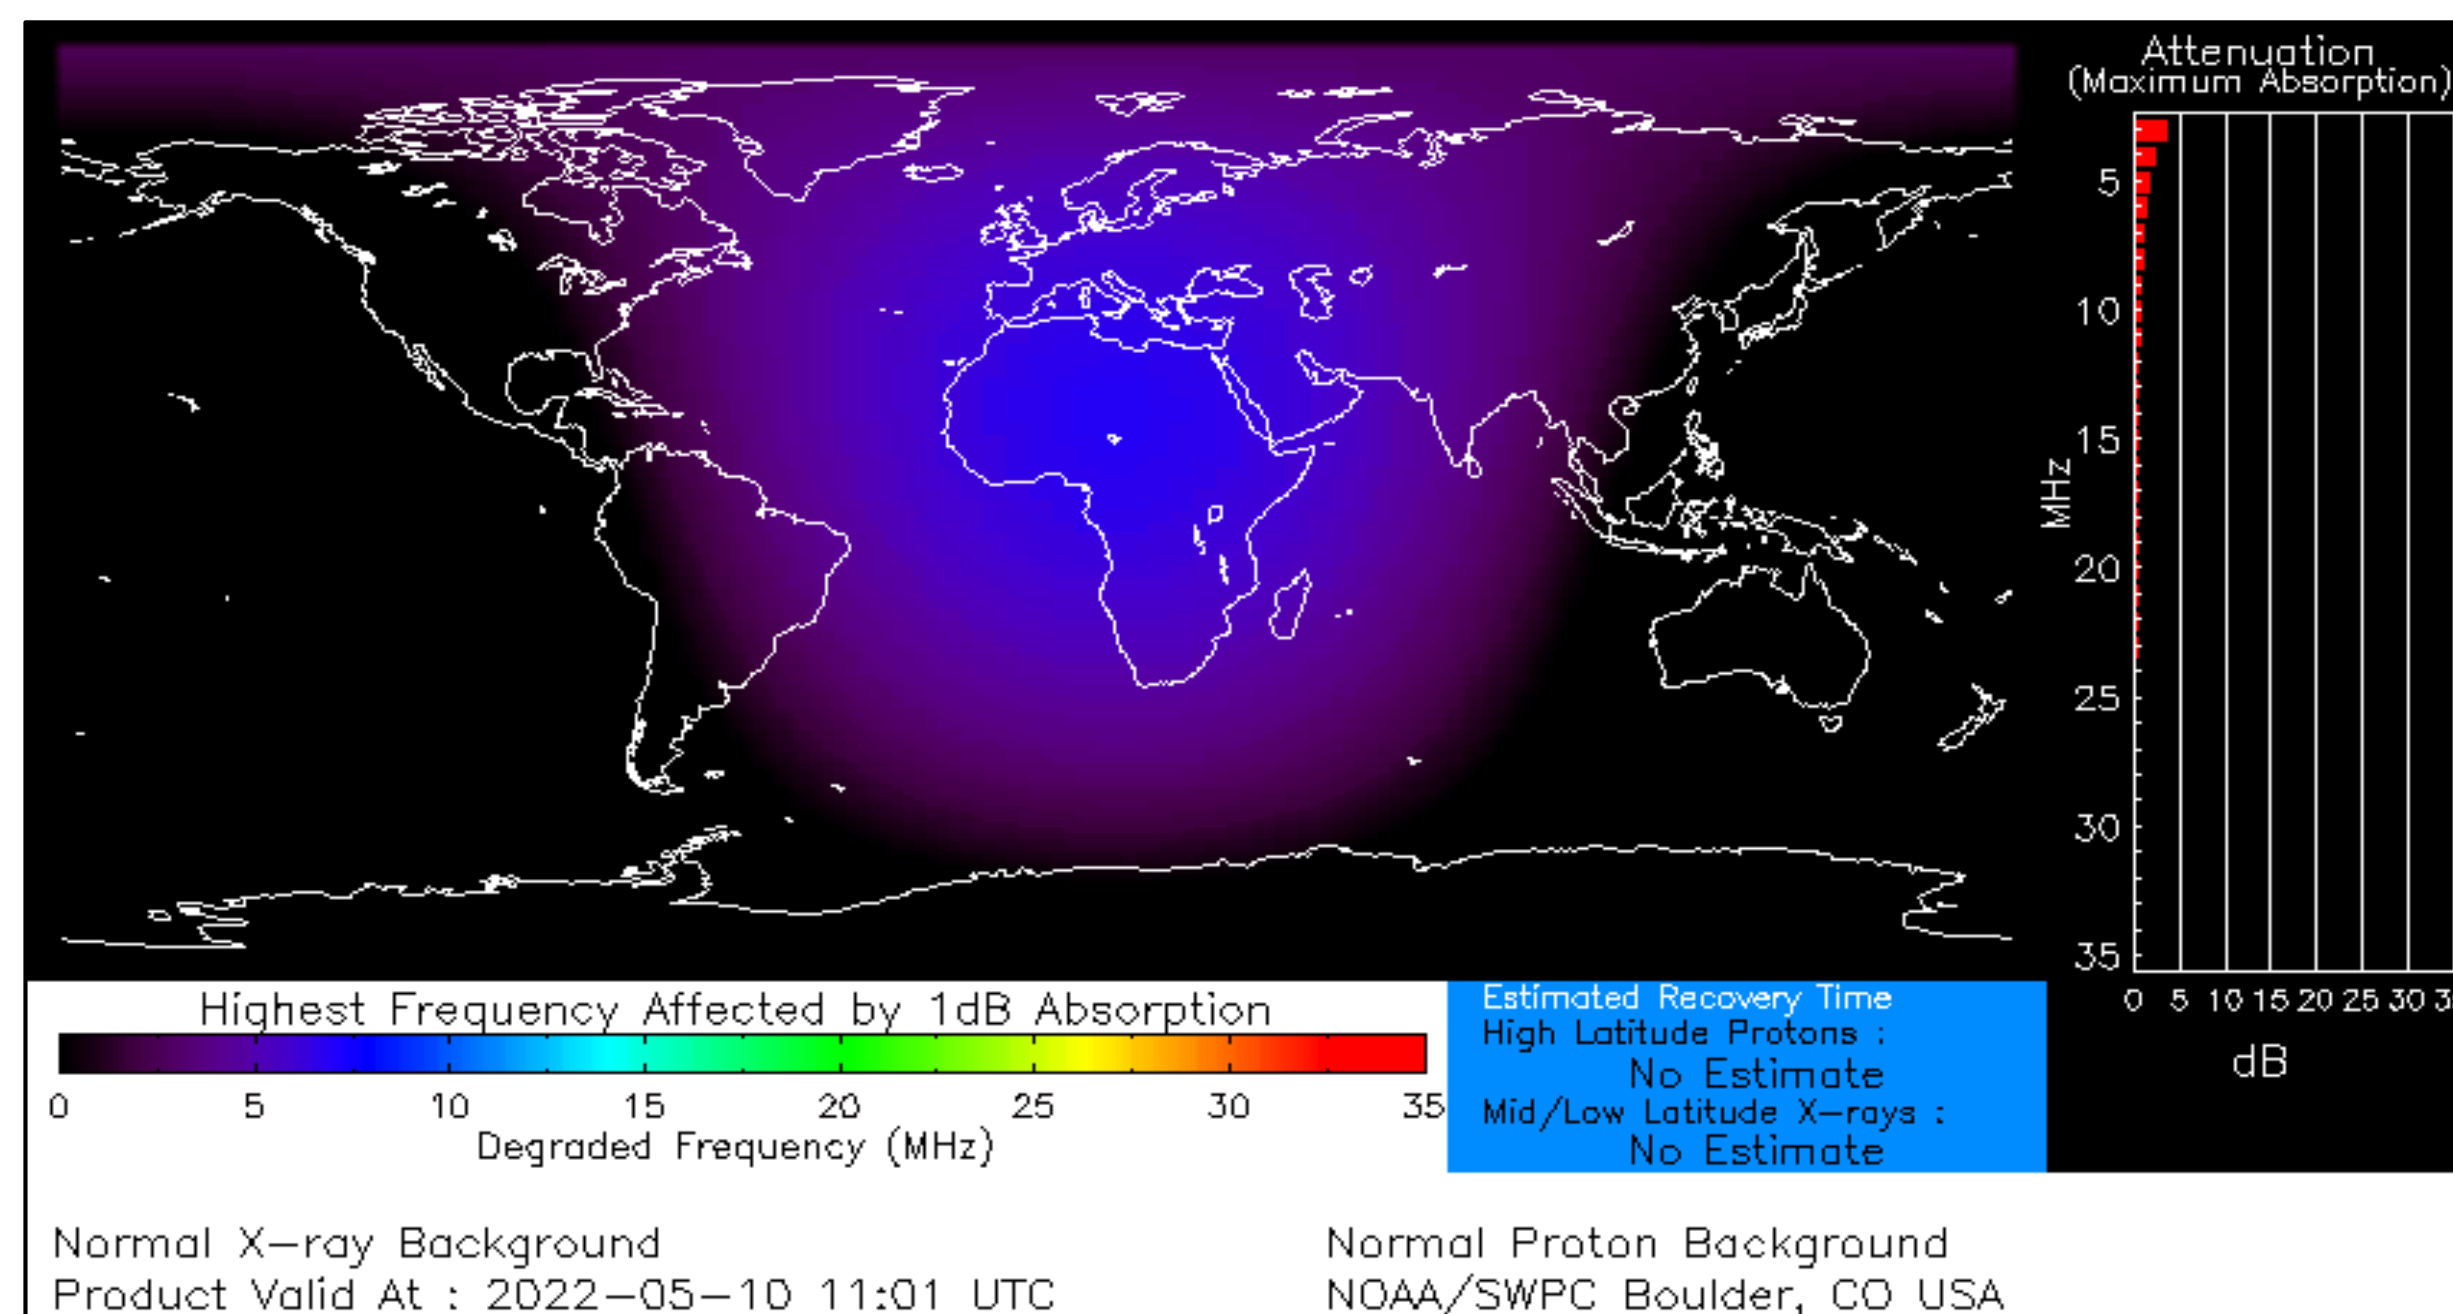 Attenuation
(Maximum Absorption)
5
10
15
20
25
30
35
MHz
0 5 10 15 20 25 30
dB
Highest Frequency Affected by 1dB Absorption
0 5 10 15 20 25 30 35
Degraded Frequency (MHz)
Estimated Recovery Time
High Latitude Protons :
No Estimate
Mid/Low Latitude X-rays :
No Estimate
Normal X-ray Background
Normal Proton Background
Product Valid At : 2022-05-10 11:01 UTC
NOAA/SWPC Boulder, CO USA